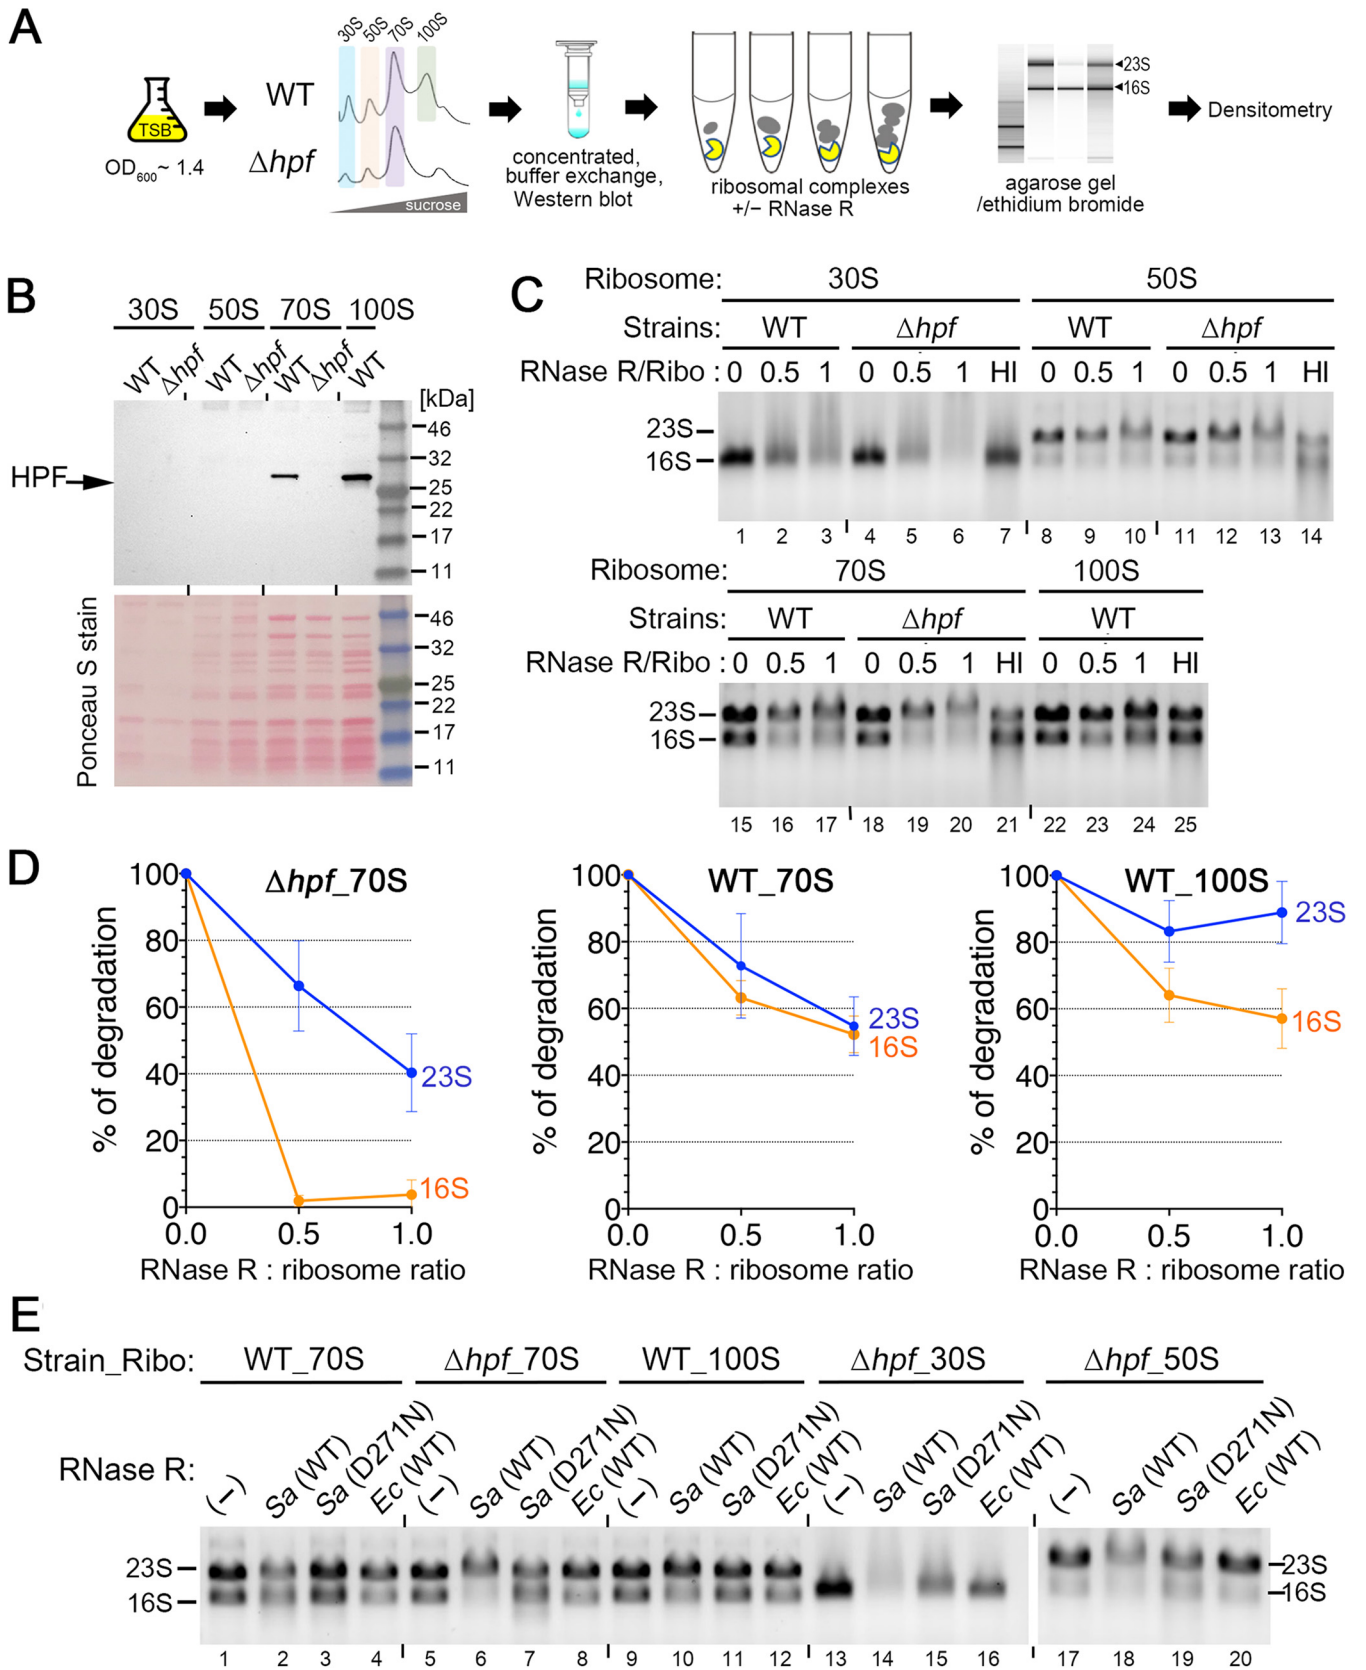 A
30S 50S 70S 100S
WT
Δhpf
sucrose
TSB
OD600~ 1.4
concentrated,
buffer exchange,
Western blot
ribosomal complexes
+/− RNase R
23S
16S
agarose gel
/ethidium bromide
Densitometry
B
30S 50S 70S 100S
WT Δhpf WT Δhpf WT Δhpf WT
[kDa]
46
32
25
22
17
11
HPF
Ponceau S stain
46
32
25
22
17
11
C
Ribosome: 30S 50S
Strains: WT Δhpf WT Δhpf
RNase R/Ribo : 0 0.5 1 0 0.5 1 HI 0 0.5 1 0 0.5 1 HI
23S
16S
1 2 3 4 5 6 7 8 9 10 11 12 13 14
Ribosome: 70S 100S
Strains: WT Δhpf WT
RNase R/Ribo : 0 0.5 1 0 0.5 1 HI 0 0.5 1 HI
23S
16S
15 16 17 18 19 20 21 22 23 24 25
D
Δhpf_70S
% of degradation
100
80
60
40
20
0
23S
16S
0.0 0.5 1.0
RNase R : ribosome ratio
WT_70S
% of degradation
100
80
60
40
20
0
23S
16S
0.0 0.5 1.0
RNase R : ribosome ratio
WT_100S
% of degradation
100
80
60
40
20
0
23S
16S
0.0 0.5 1.0
RNase R : ribosome ratio
E
Strain_Ribo: WT_70S Δhpf_70S WT_100S Δhpf_30S Δhpf_50S
RNase R: (−) Sa (WT) Sa (D271N) Ec (WT) (−) Sa (WT) Sa (D271N) Ec (WT) (−) Sa (WT) Sa (D271N) Ec (WT) (−) Sa (WT) Sa (D271N) Ec (WT) (−) Sa (WT) Sa (D271N) Ec (WT)
23S 23S
16S 16S
1 2 3 4 5 6 7 8 9 10 11 12 13 14 15 16 17 18 19 20